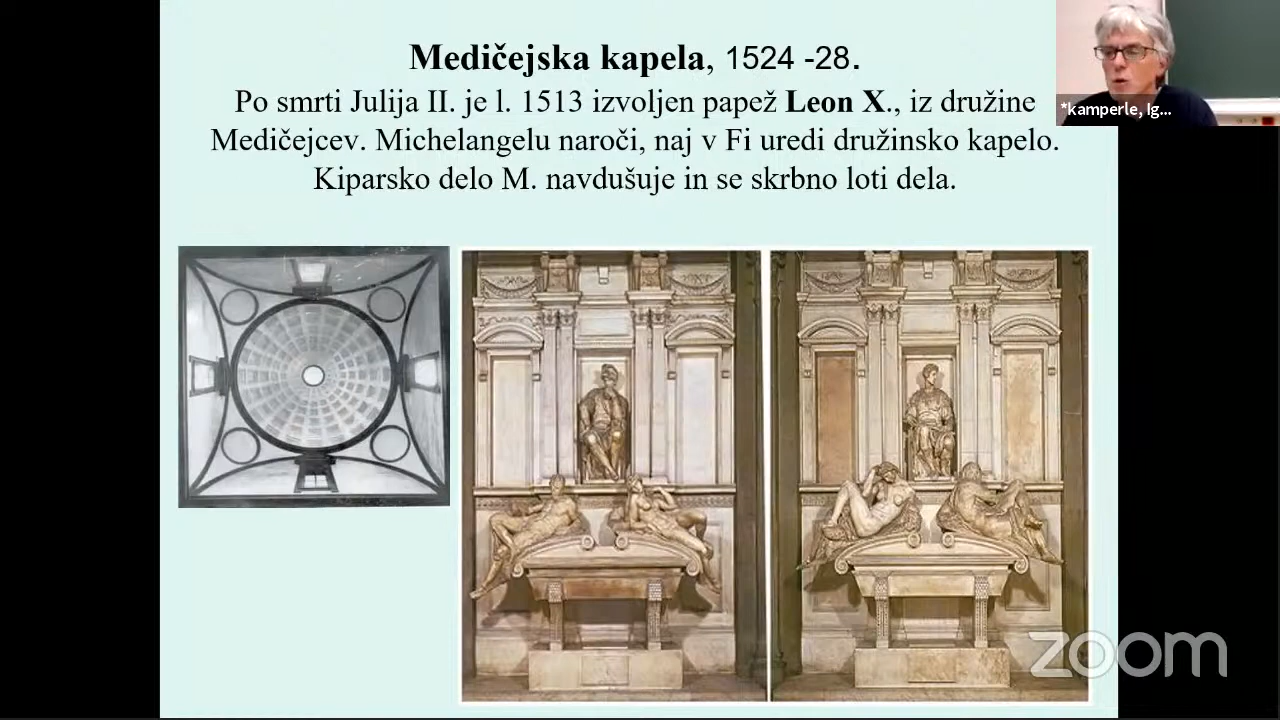 Medičejska kapela, 1524 -28.
Po smrti Julija II. je l. 1513 izvoljen papež Leon X., iz družine
Medičejcev. Michelangelu naroči, naj v Fi uredi družinsko kapelo.
Kiparsko delo M. navdušuje in se skrbno loti dela.
*kamperle, Ig...
zoom